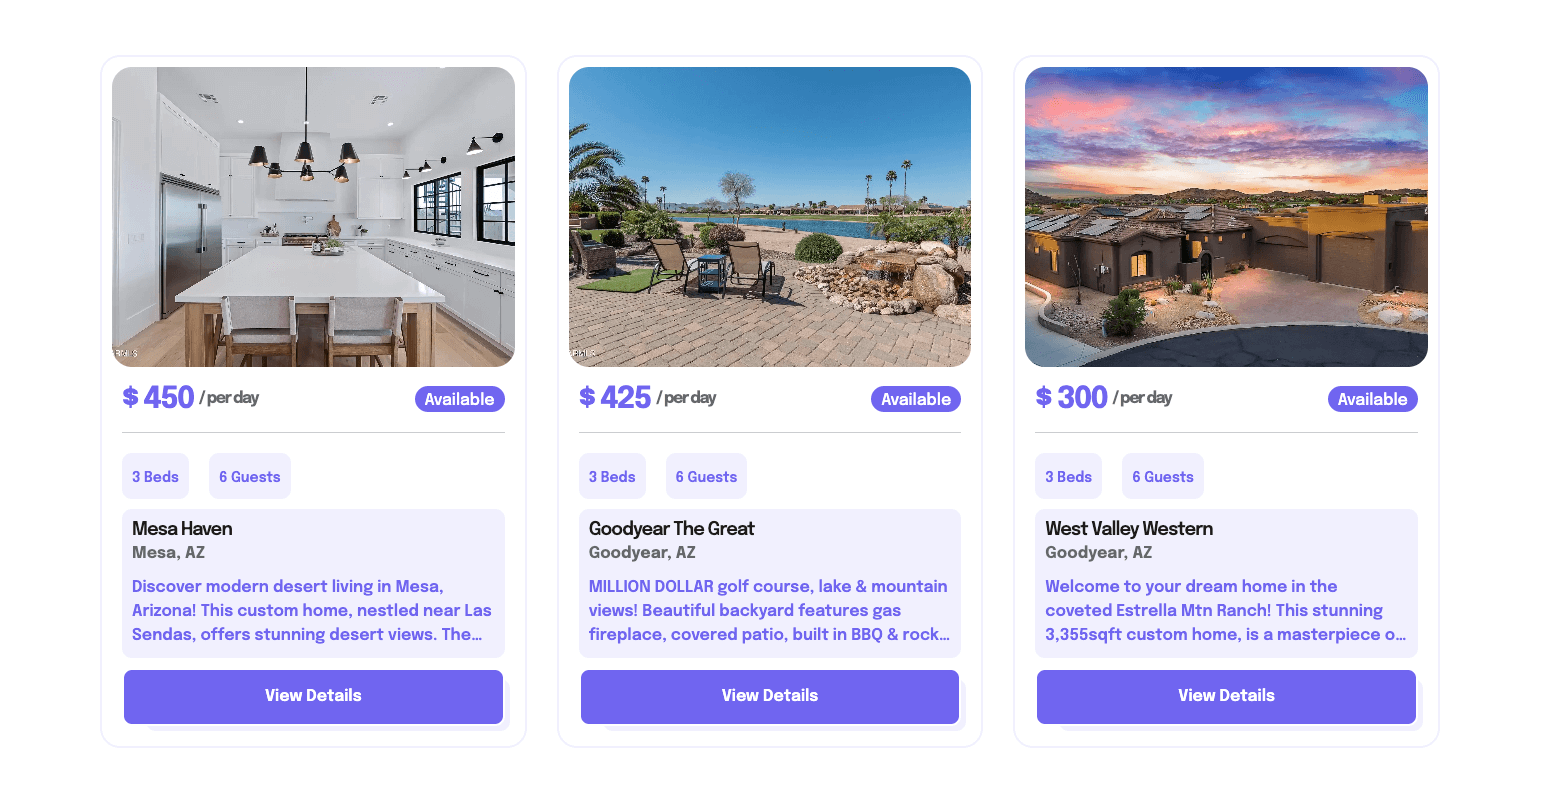 $ 450 / per day Available
3 Beds 6 Guests
Mesa Haven
Mesa, AZ
Discover modern desert living in Mesa,
Arizona! This custom home, nestled near Las
Sendas, offers stunning desert views. The...
View Details
$ 425 / per day Available
3 Beds 6 Guests
Goodyear The Great
Goodyear, AZ
MILLION DOLLAR golf course, lake & mountain
views! Beautiful backyard features gas
fireplace, covered patio, built in BBQ & rock...
View Details
$ 300 / per day Available
3 Beds 6 Guests
West Valley Western
Goodyear, AZ
Welcome to your dream home in the
coveted Estrella Mtn Ranch! This stunning
3,355sqft custom home, is a masterpiece o...
View Details